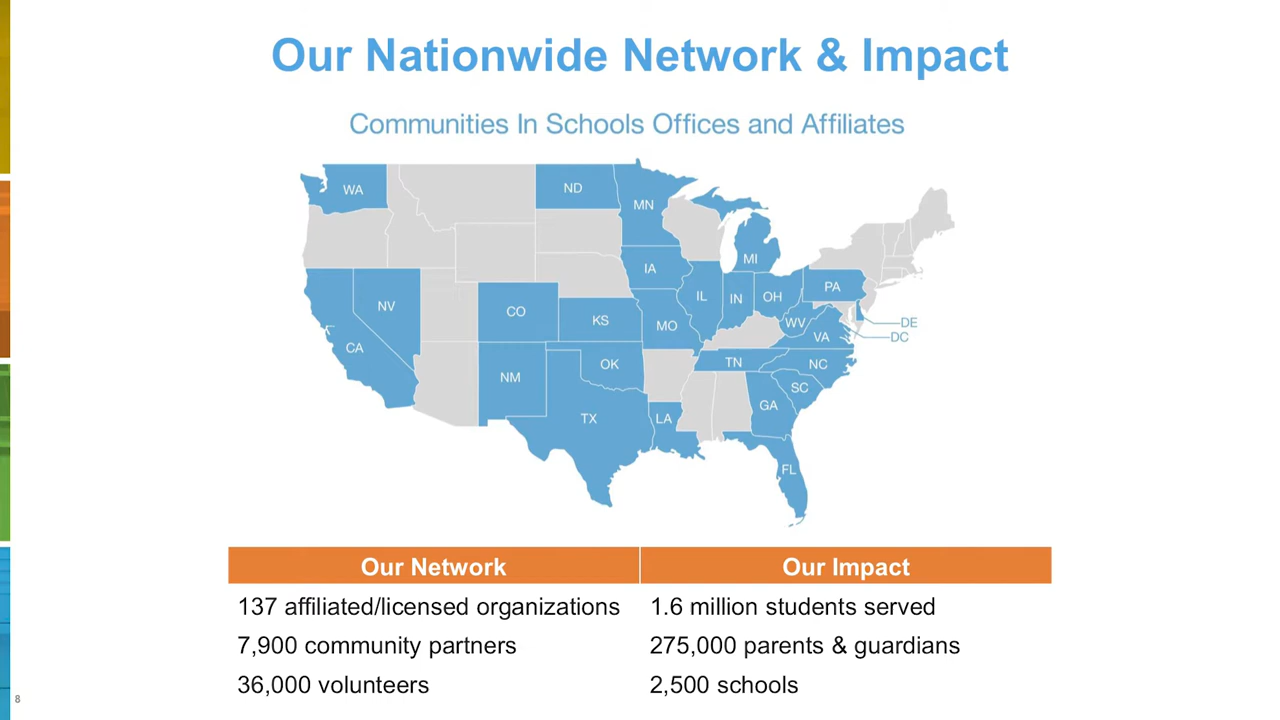 Our Nationwide Network & Impact
Communities In Schools Offices and Affiliates
WA
ND
MN
MI
IA
PA
NV
CO
KS
IL
IN
OH
WV
DE
MO
VA
DC
CA
OK
TN
NC
NM
SC
TX
LA
GA
FL
Our Network
Our Impact
137 affiliated/licensed organizations
1.6 million students served
7,900 community partners
275,000 parents & guardians
36,000 volunteers
2,500 schools
8